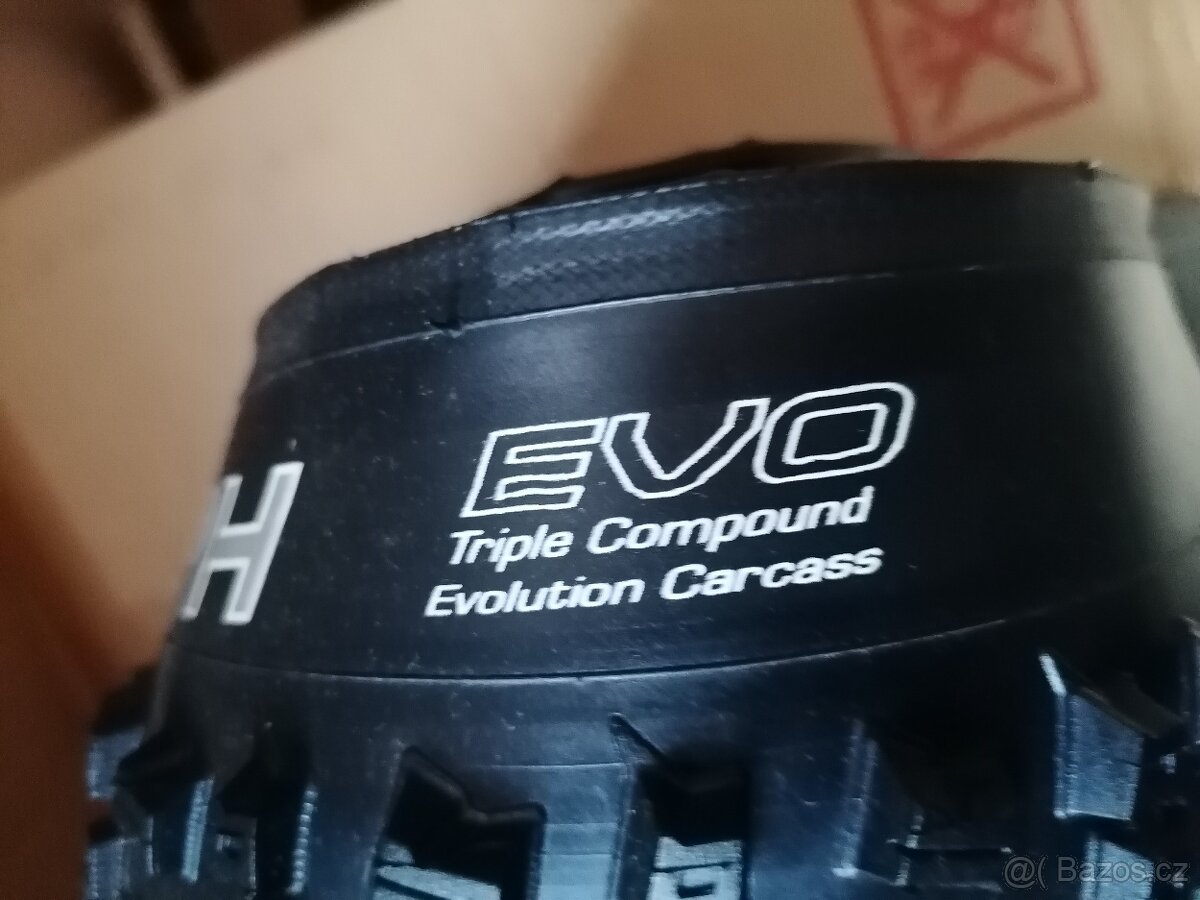 H
EVO
Triple Compound
Evolution Carcass
@( Bazos.cz